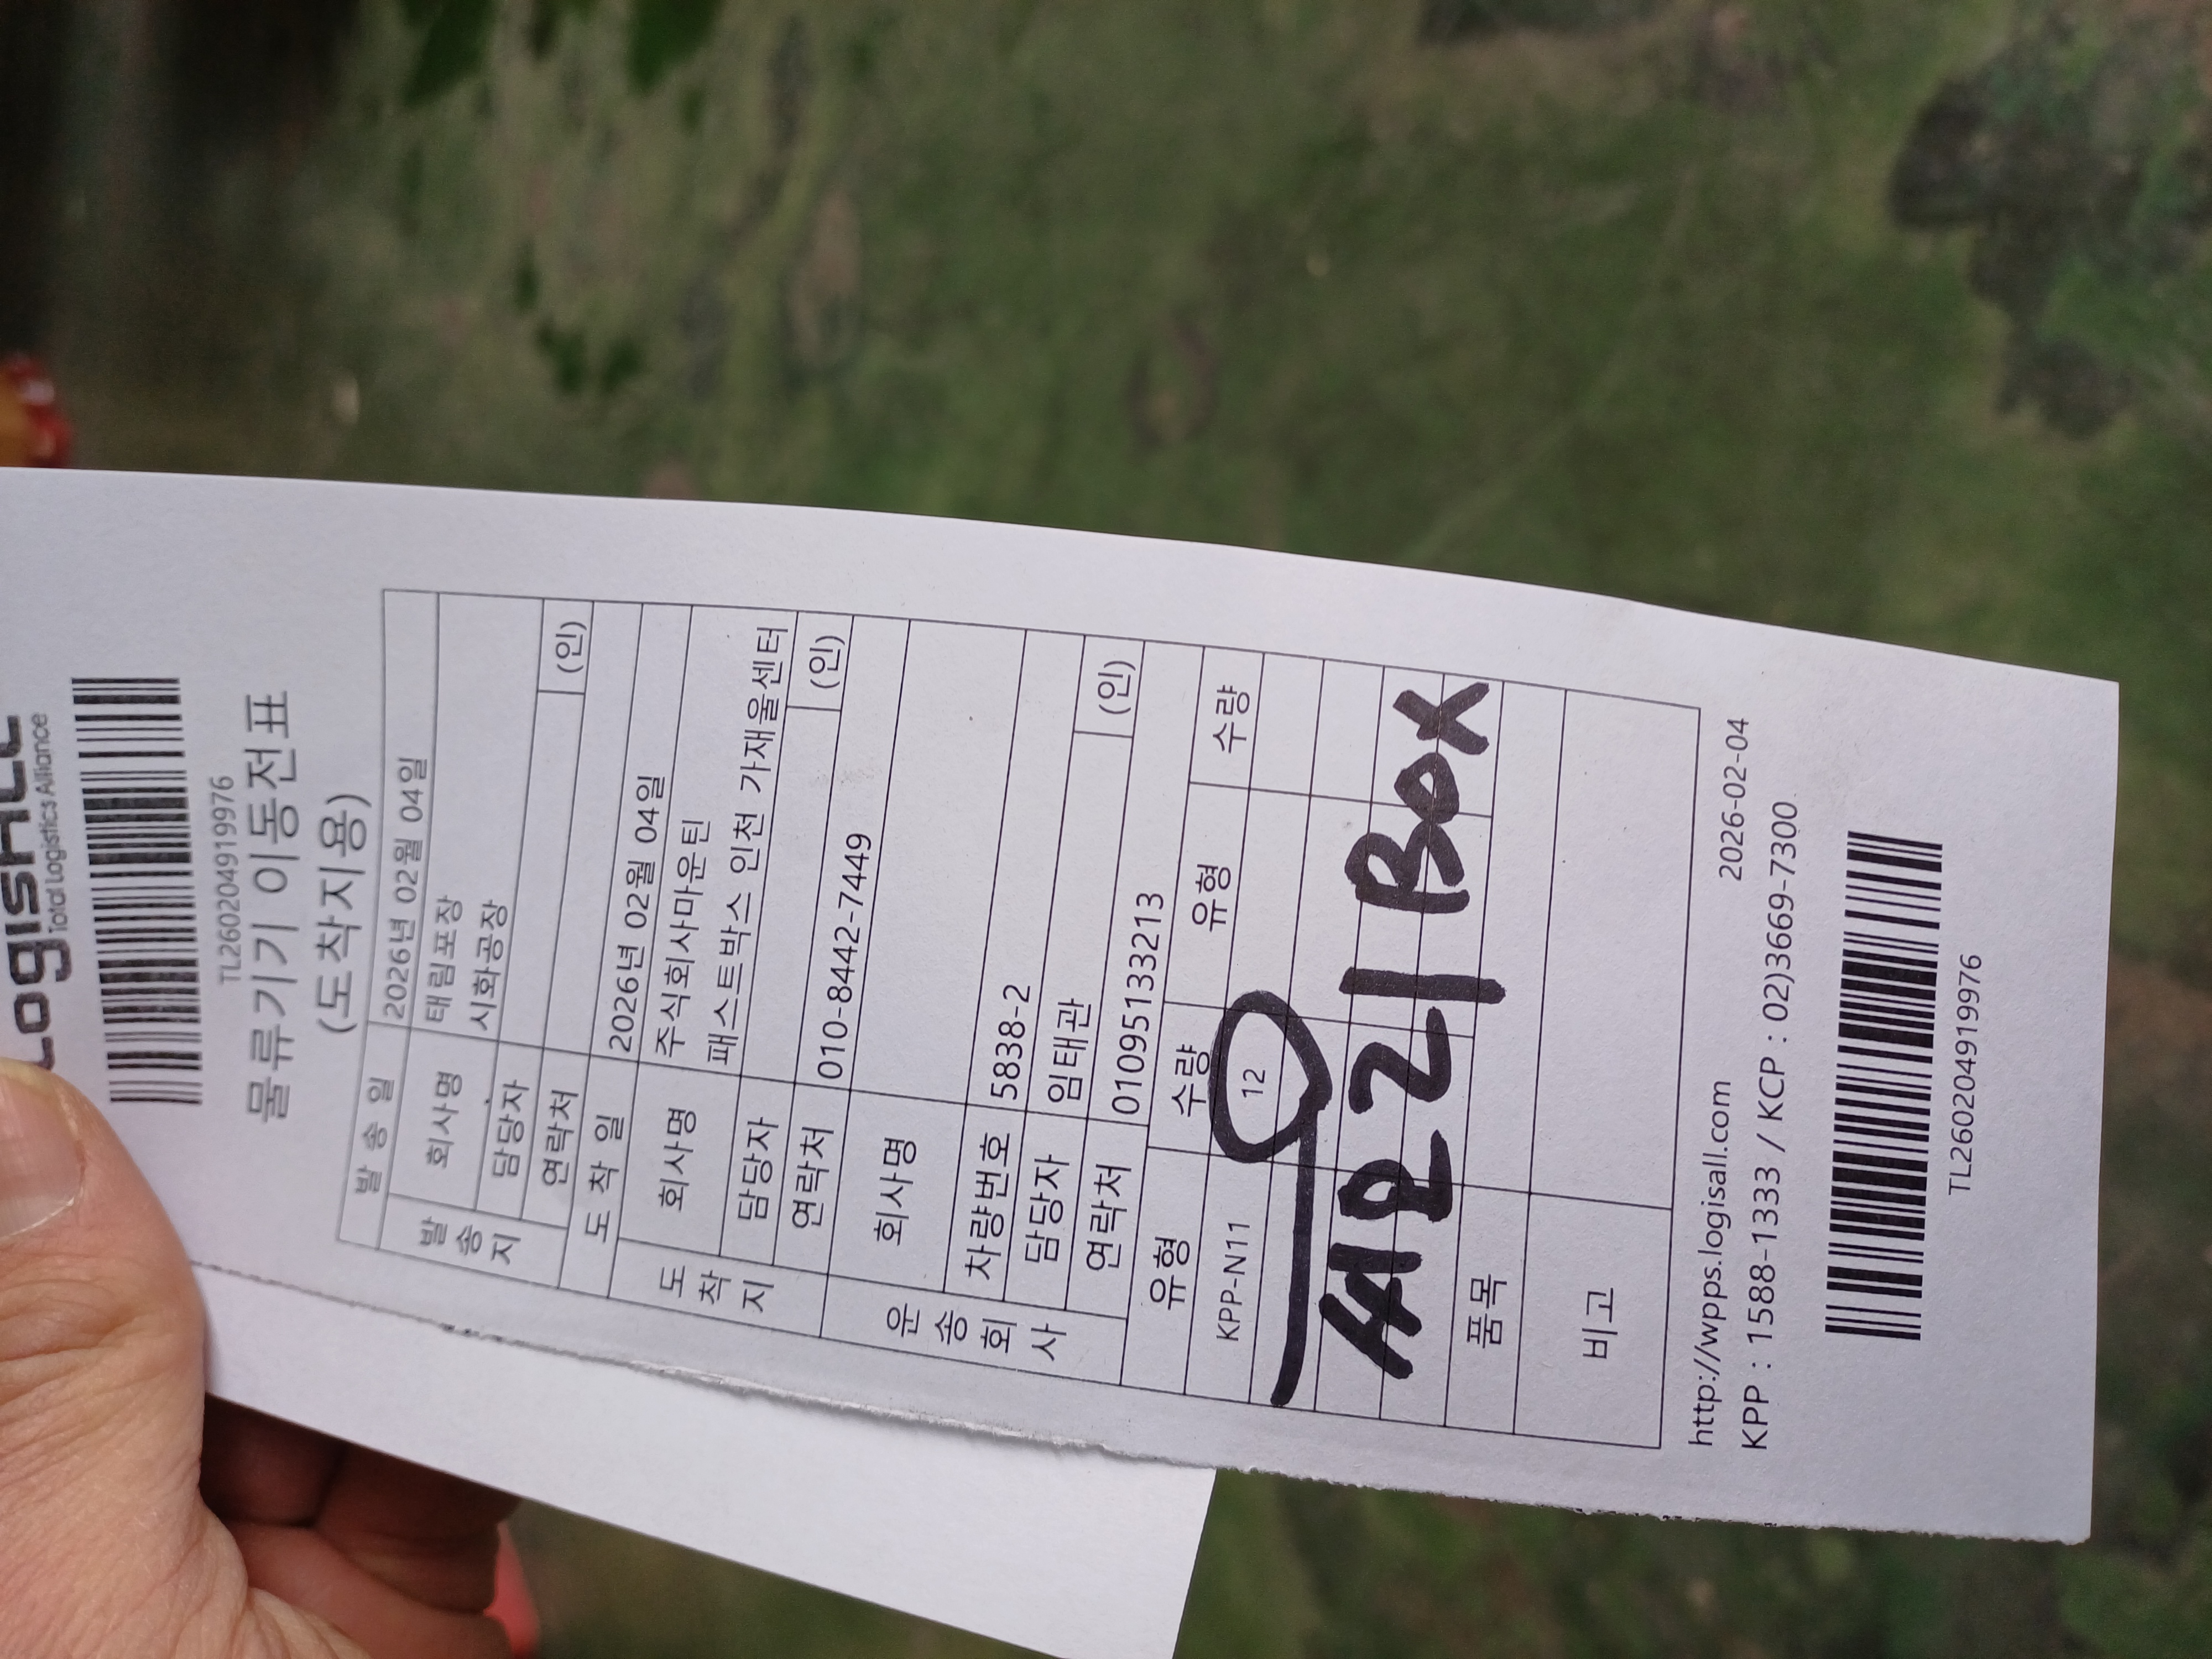 LogisALL
Total Logistics Alliance
TL2602049199976
물류기기 이동전표
(도착지용)
발 송 일 2026년 02월 04일
발송지 회사명 태림포장
담당자 시화공장
연락처 (인)
도 착 일 2026년 02월 04일
도착지 회사명 주식회사마운틴
패스트박스 인천 가재울센터
담당자 (인)
연락처 010-8442-7449
운송회사 회사명
차량번호 5838-2
담당자 임태관 (인)
연락처 01095133213
유형 수량 유형 수량
KPP-N11 12
21 BOX
품목
비고
http://wpps.logisall.com 2026-02-04
KPP : 1588-1333 / KCP : 02)3669-7300
TL2602049199976